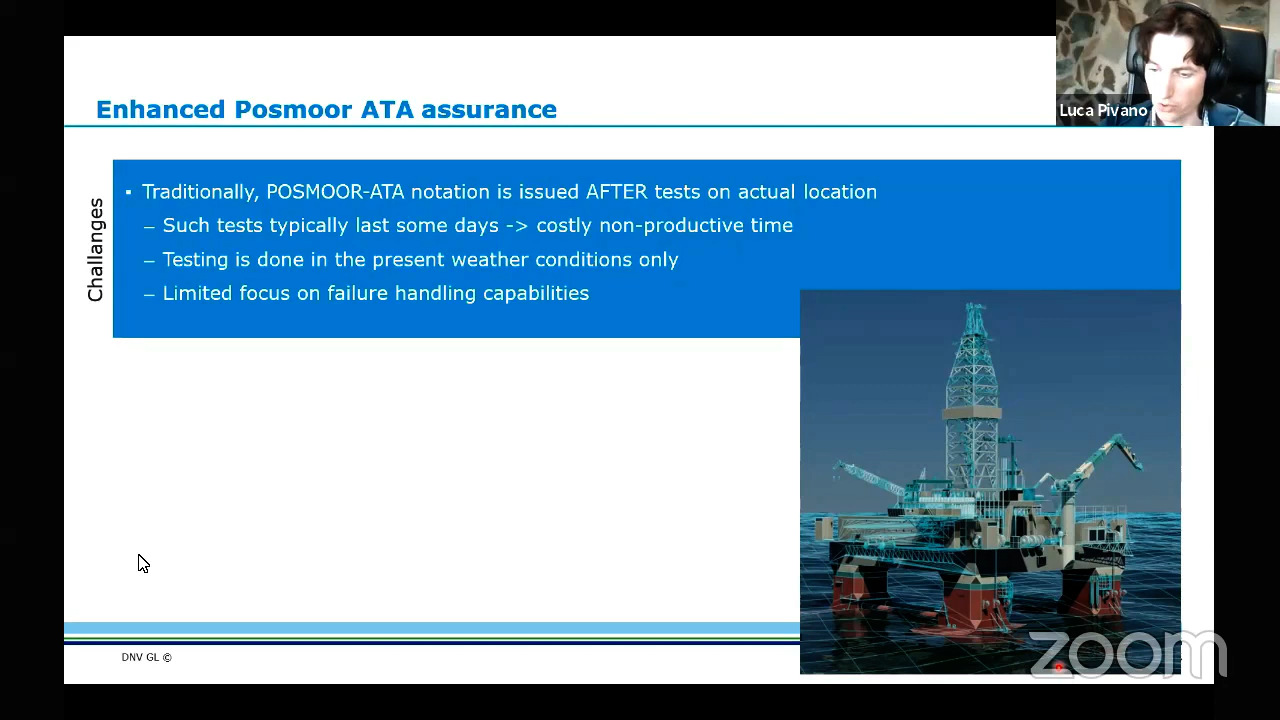 Enhanced Posmoor ATA assurance
Luca Pivano
Challanges
▪ Traditionally, POSMOOR-ATA notation is issued AFTER tests on actual location
– Such tests typically last some days -> costly non-productive time
– Testing is done in the present weather conditions only
– Limited focus on failure handling capabilities
DNV GL ©
zoom